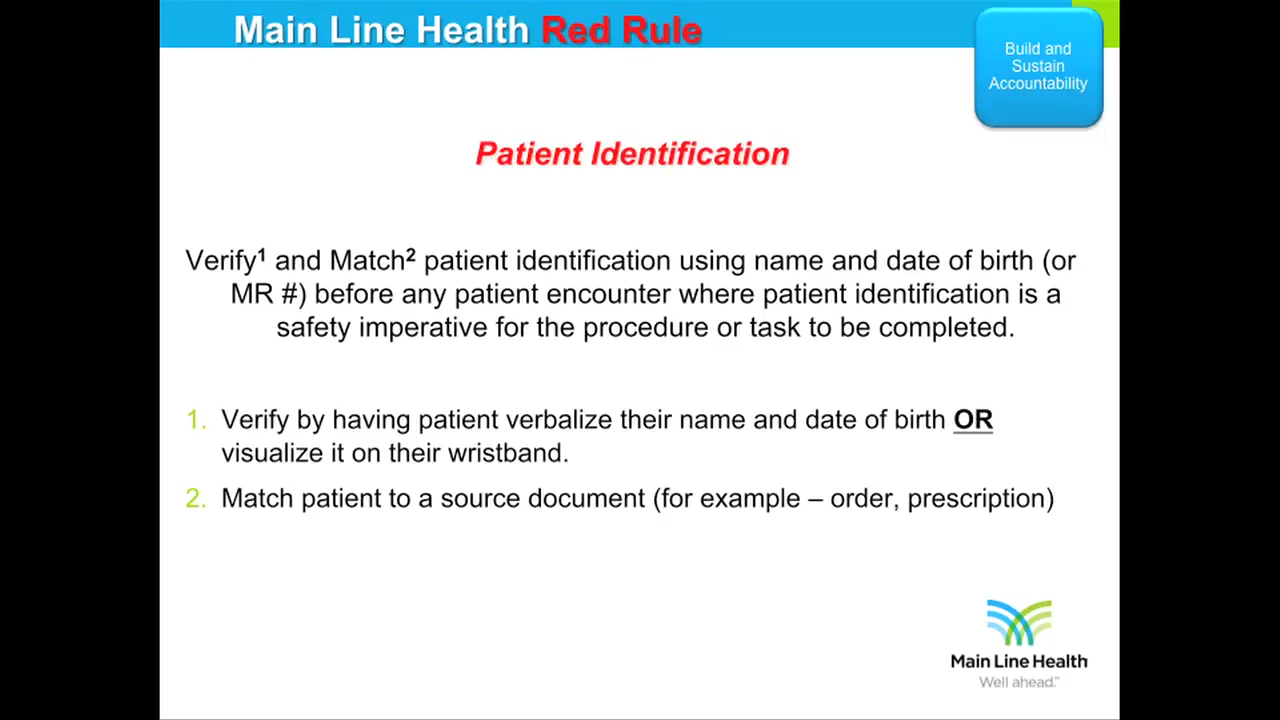 Main Line Health Red Rule
Build and
Sustain
Accountability
Patient Identification
Verify¹ and Match² patient identification using name and date of birth (or
MR #) before any patient encounter where patient identification is a
safety imperative for the procedure or task to be completed.
1. Verify by having patient verbalize their name and date of birth OR
visualize it on their wristband.
2. Match patient to a source document (for example – order, prescription)
Main Line Health
Well ahead.™